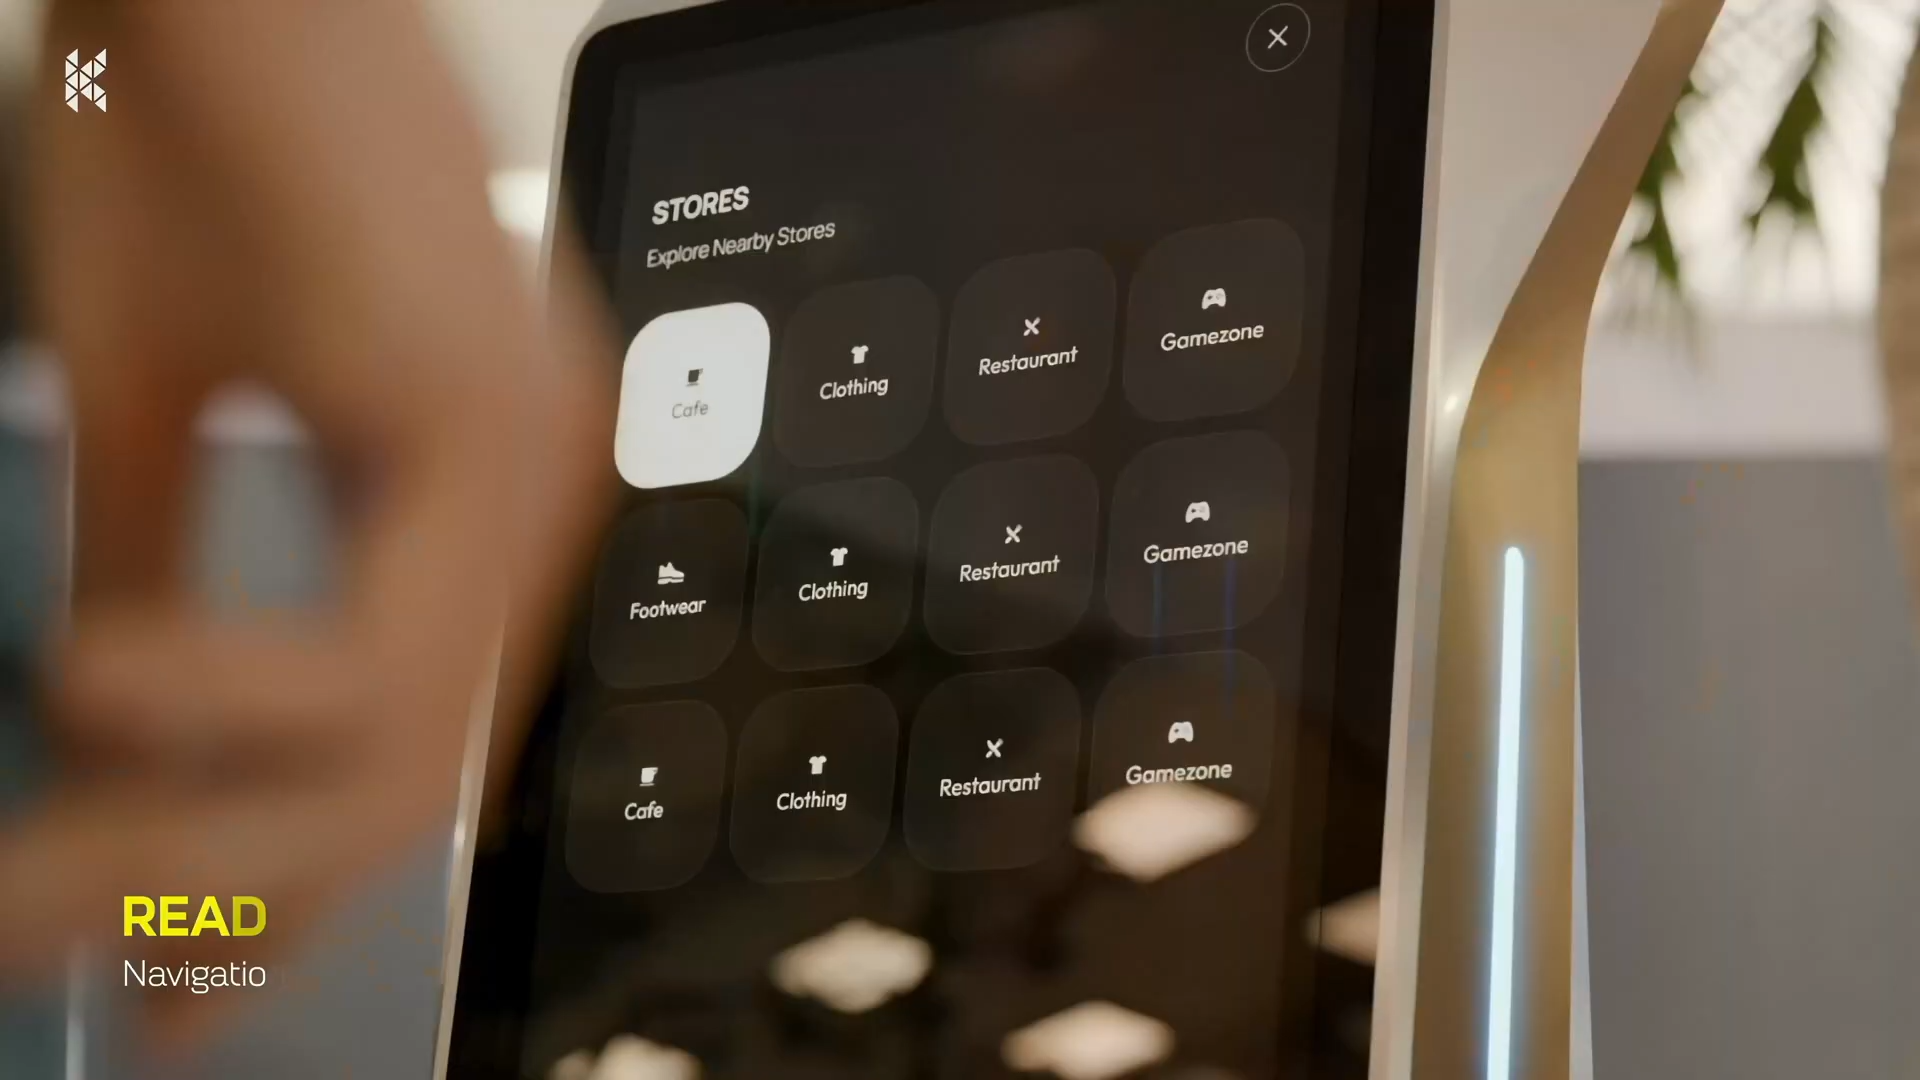 STORES
Explore Nearby Stores
Cafe
Clothing
Restaurant
Gamezone
Footwear
Clothing
Restaurant
Gamezone
Cafe
Clothing
Restaurant
Gamezone
READ
Navigatio